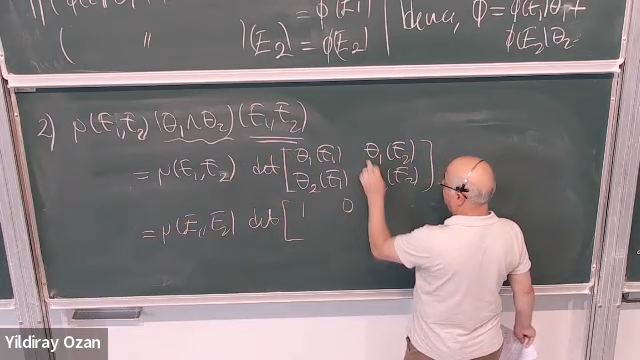 = φ(E₁)
( " )(E₂) = φ(E₂)
hence, φ = φ(E₁)θ₁ +
φ(E₂)θ₂
2) μ(E₁,E₂) (θ₁ ∧ θ₂) (E₁,E₂)
= μ(E₁,E₂) det [ θ₁(E₁) θ₁(E₂) ]
θ₂(E₁) (E₂)
= μ(E₁,E₂) det [ 1 0
Yildiray Ozan